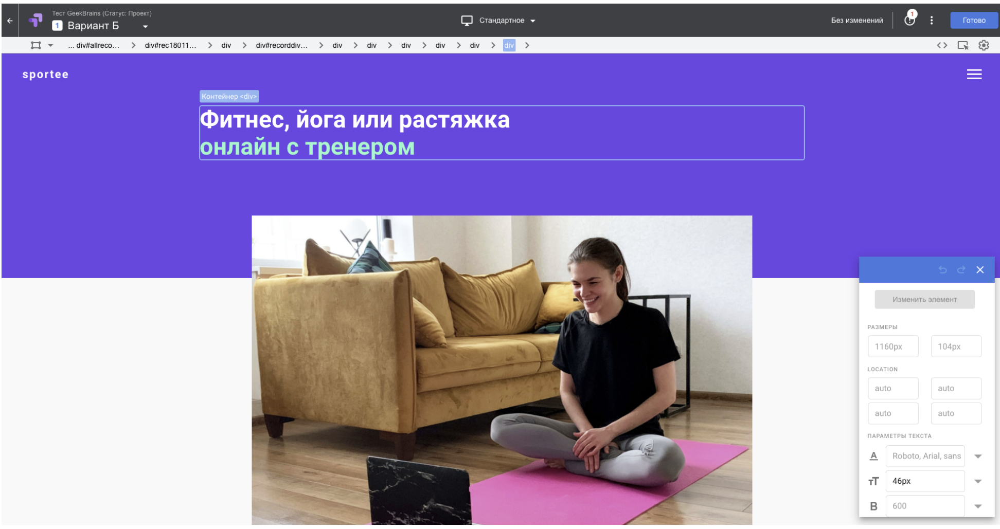 Тест GeekBrains (Статус: Проект)
1 Вариант Б
Стандартное
Без изменений
1
Готово
... div#allreco... div#rec18011... div div#recorddiv... div div div div div div
sportee
Контейнер <div>
Фитнес, йога или растяжка
онлайн с тренером
Изменить элемент
РАЗМЕРЫ
1160px 104px
LOCATION
auto auto
auto auto
ПАРАМЕТРЫ ТЕКСТА
A Roboto, Arial, sans
тТ 46px
B 600